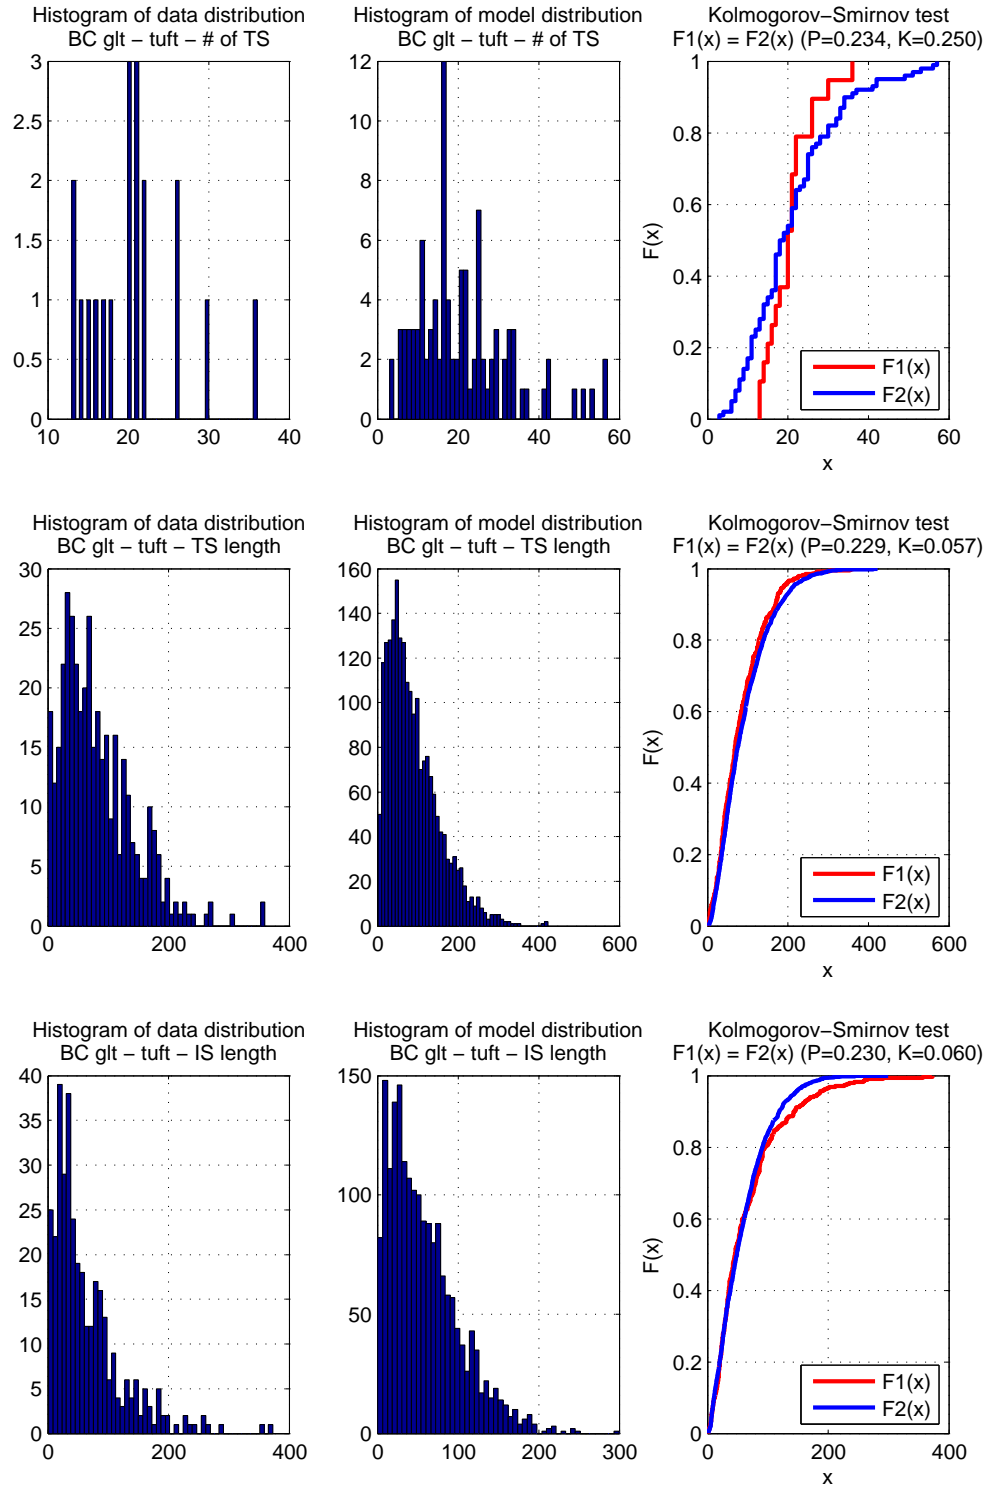 Histogram of data distribution
BC glt − tuft − # of TS
3
2.5
2
1.5
1
0.5
0
10 20 30 40
Histogram of model distribution
BC glt − tuft − # of TS
12
10
8
6
4
2
0
0 20 40 60
Kolmogorov−Smirnov test
F1(x) = F2(x) (P=0.234, K=0.250)
1
0.8
0.6
0.4
0.2
0
F(x)
F1(x)
F2(x)
0 20 40 60
x
Histogram of data distribution
BC glt − tuft − TS length
30
25
20
15
10
5
0
0 200 400
Histogram of model distribution
BC glt − tuft − TS length
160
140
120
100
80
60
40
20
0
0 200 400 600
Kolmogorov−Smirnov test
F1(x) = F2(x) (P=0.229, K=0.057)
1
0.8
0.6
0.4
0.2
0
F(x)
F1(x)
F2(x)
0 200 400 600
x
Histogram of data distribution
BC glt − tuft − IS length
40
35
30
25
20
15
10
5
0
0 200 400
Histogram of model distribution
BC glt − tuft − IS length
150
100
50
0
0 100 200 300
Kolmogorov−Smirnov test
F1(x) = F2(x) (P=0.230, K=0.060)
1
0.8
0.6
0.4
0.2
0
F(x)
F1(x)
F2(x)
0 200 400
x